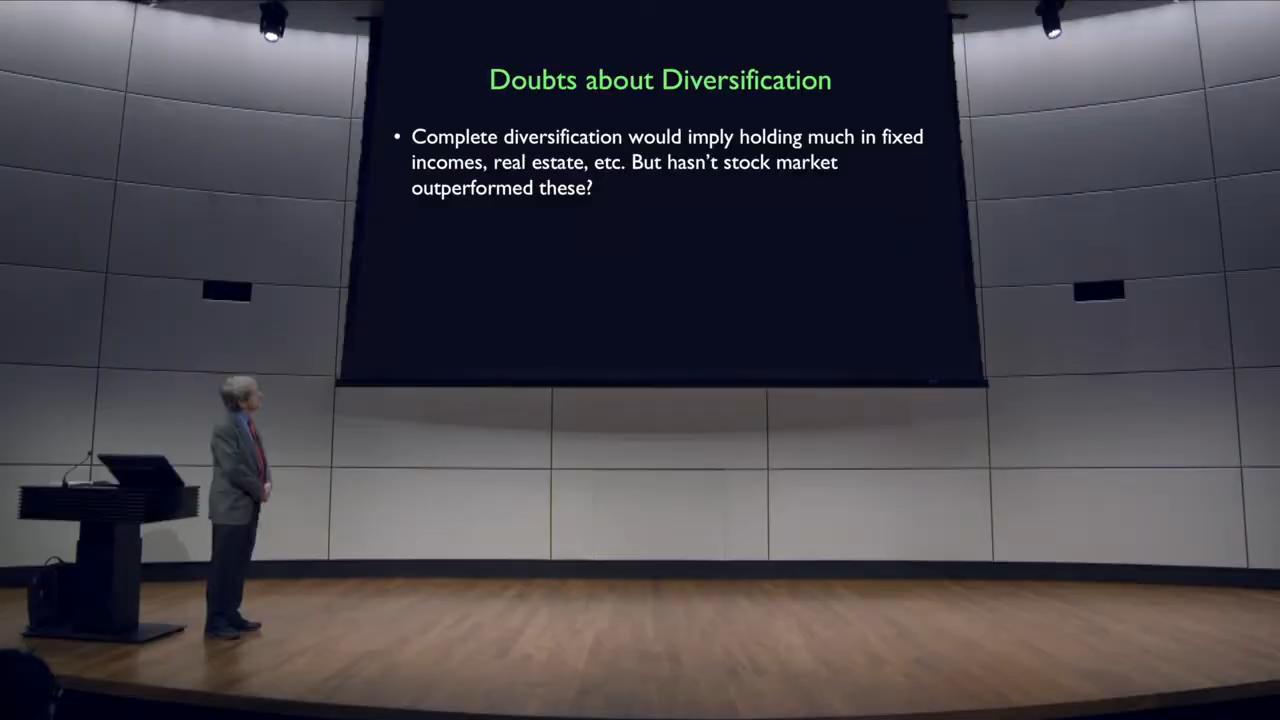 Doubts about Diversification
• Complete diversification would imply holding much in fixed
incomes, real estate, etc. But hasn't stock market
outperformed these?